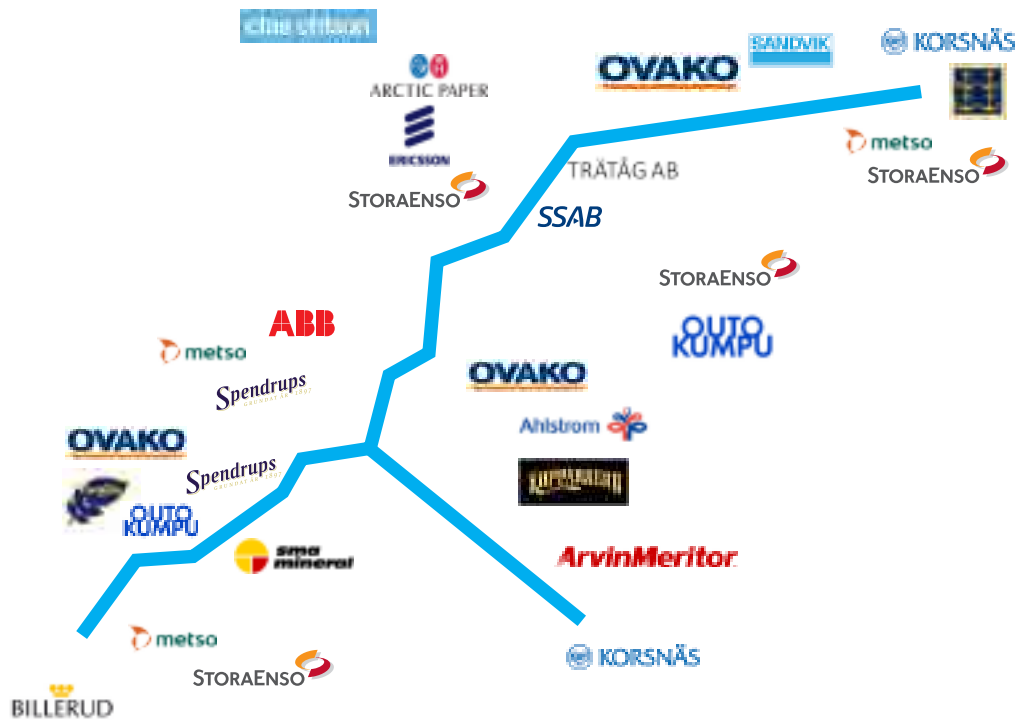 ARCTIC PAPER
ERICSSON
STORAENSO
OVAKO
SANDVIK
KORSNÄS
metso
STORAENSO
TRÄTÅG AB
SSAB
STORAENSO
ABB
metso
Spendrups
OUTO
KUMPU
OVAKO
Ahlstrom
OVAKO
Spendrups
OUTO
KUMPU
sma
mineral
ArvinMeritor
metso
STORAENSO
KORSNÄS
BILLERUD